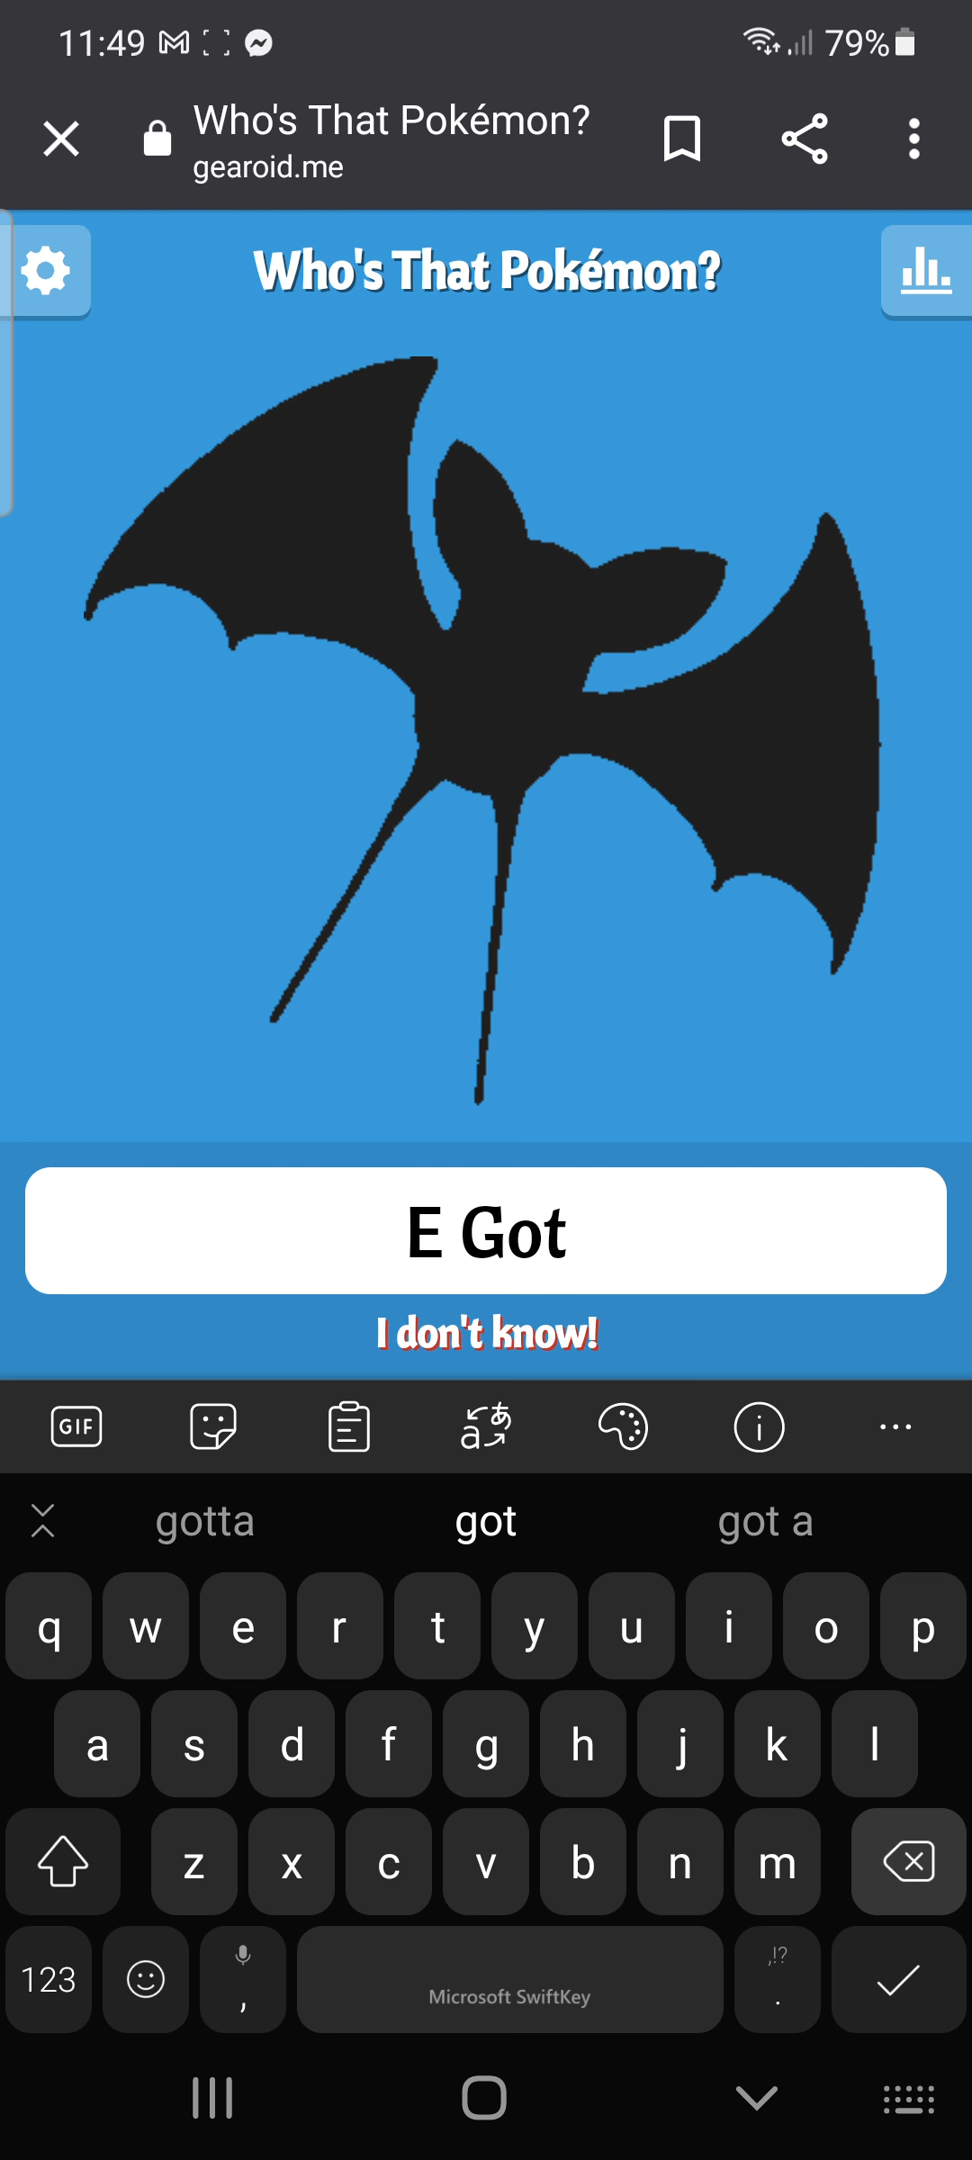 11:49 79%
Who's That Pokémon?
gearoid.me
Who's That Pokémon?
E Got
I don't know!
GIF
gotta got got a
q w e r t y u i o p
a s d f g h j k l
z x c v b n m
123 , Microsoft SwiftKey ,!? .